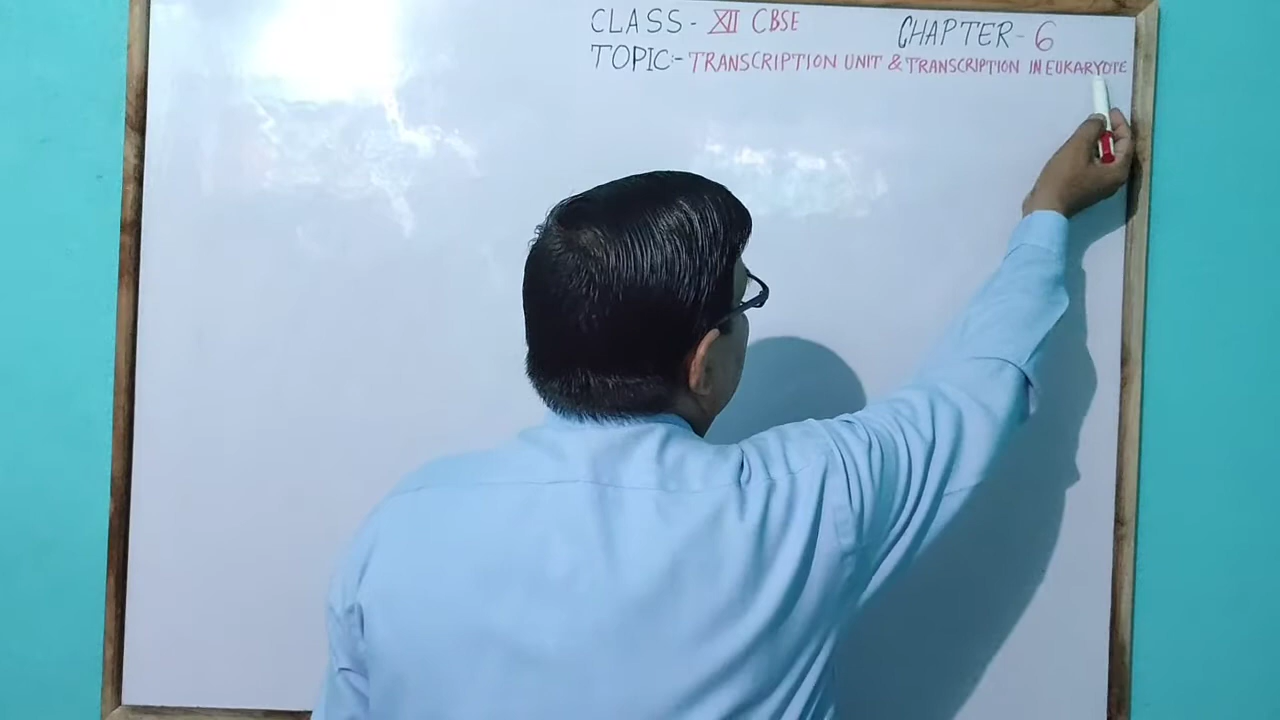 CLASS - XII CBSE CHAPTER - 6
TOPIC:- TRANSCRIPTION UNIT & TRANSCRIPTION IN EUKARYOTE